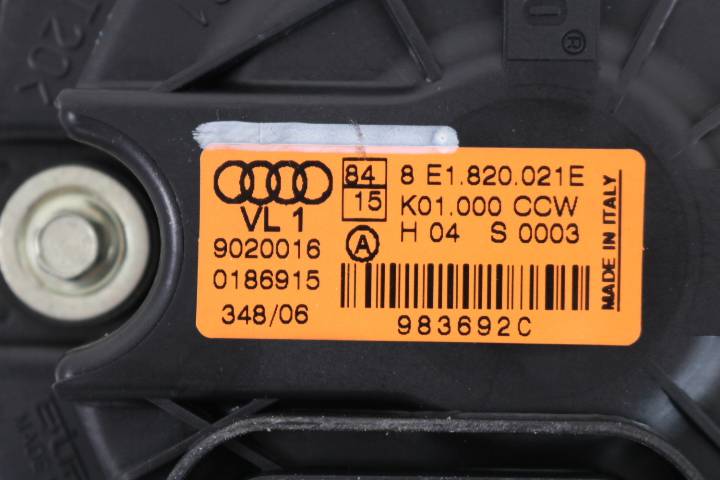 84 8 E1.820.021E
15 K01.000 CCW
VL 1
A H 04 S 0003
9020016
0186915
348/06
983692C
MADE IN ITALY
®